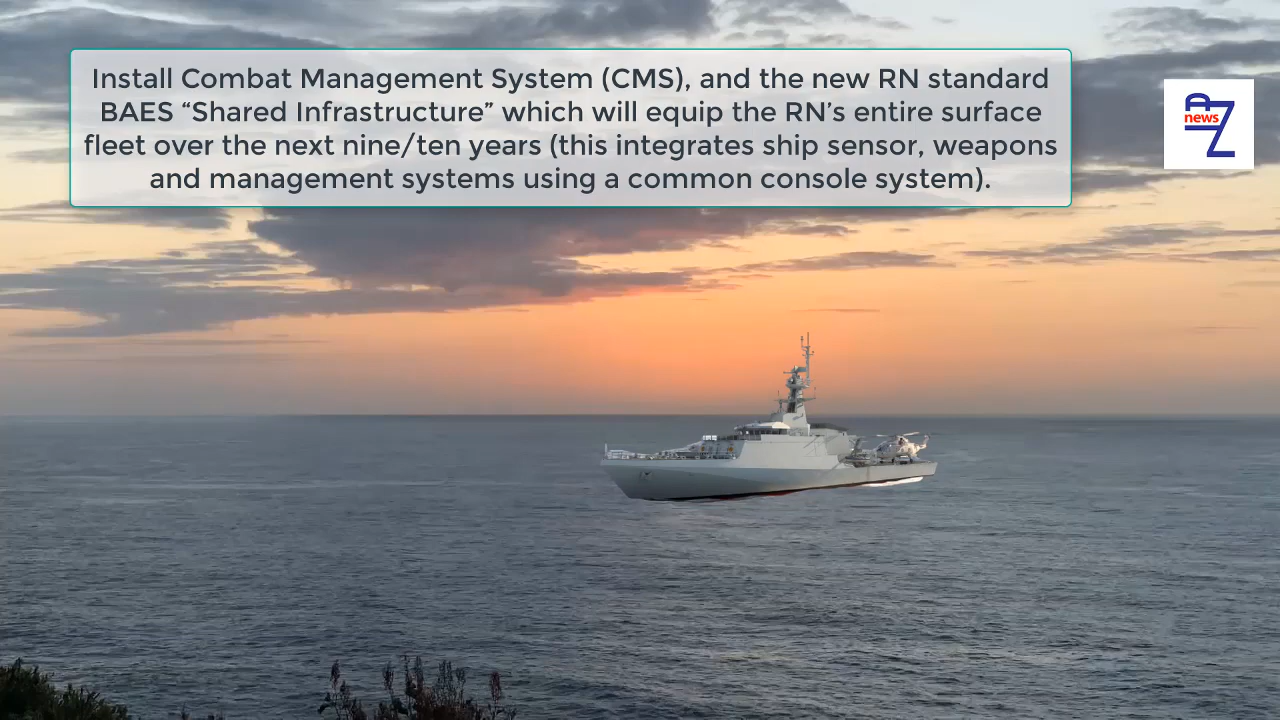 Install Combat Management System (CMS), and the new RN standard
BAES “Shared Infrastructure” which will equip the RN’s entire surface
fleet over the next nine/ten years (this integrates ship sensor, weapons
and management systems using a common console system).
A
news
Z